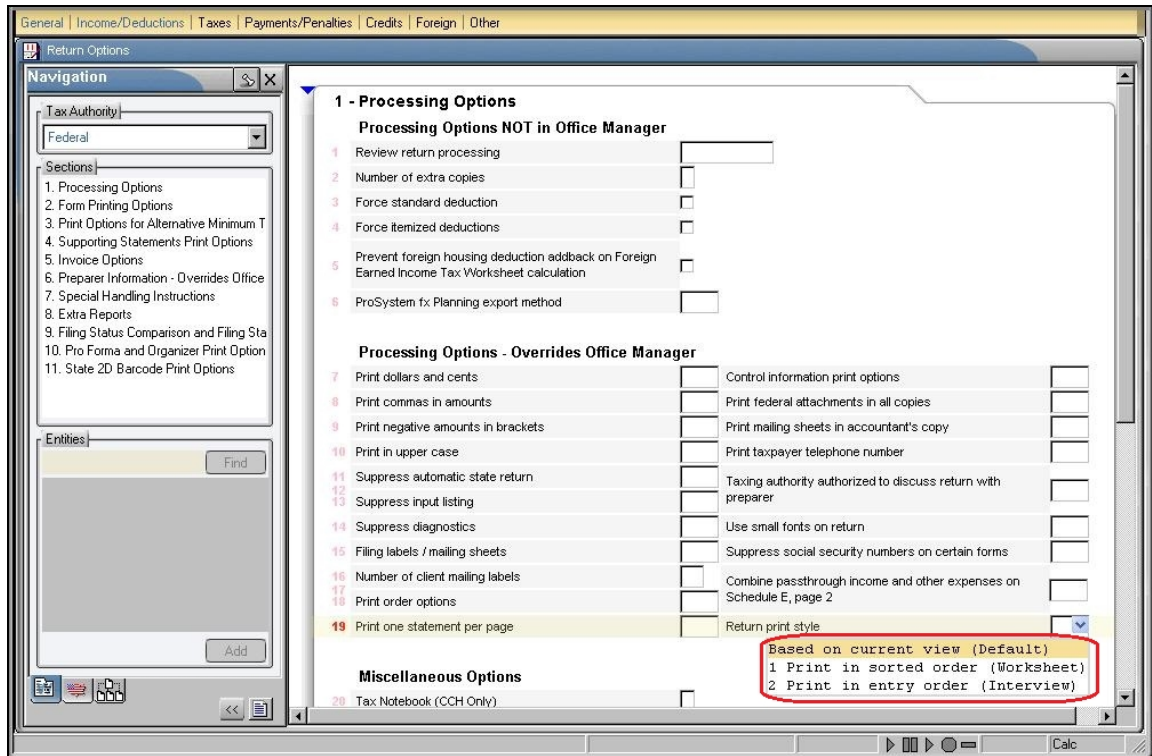 General | Income/Deductions | Taxes | Payments/Penalties | Credits | Foreign | Other
Return Options
Navigation
Tax Authority
Federal
Sections
1. Processing Options
2. Form Printing Options
3. Print Options for Alternative Minimum T
4. Supporting Statements Print Options
5. Invoice Options
6. Preparer Information - Overrides Office
7. Special Handling Instructions
8. Extra Reports
9. Filing Status Comparison and Filing Sta
10. Pro Forma and Organizer Print Option
11. State 2D Barcode Print Options
Entities
Find
Add
<<
1 - Processing Options
Processing Options NOT in Office Manager
1 Review return processing
2 Number of extra copies
3 Force standard deduction
4 Force itemized deductions
5 Prevent foreign housing deduction addback on Foreign
Earned Income Tax Worksheet calculation
6 ProSystem fx Planning export method
Processing Options - Overrides Office Manager
7 Print dollars and cents Control information print options
8 Print commas in amounts Print federal attachments in all copies
9 Print negative amounts in brackets Print mailing sheets in accountant's copy
10 Print in upper case Print taxpayer telephone number
11 Suppress automatic state return
12
13 Suppress input listing
Taxing authority authorized to discuss return with
preparer
14 Suppress diagnostics Use small fonts on return
15 Filing labels / mailing sheets Suppress social security numbers on certain forms
16 Number of client mailing labels
17
18 Print order options
Combine passthrough income and other expenses on
Schedule E, page 2
19 Print one statement per page Return print style
Based on current view (Default)
1 Print in sorted order (Worksheet)
2 Print in entry order (Interview)
Miscellaneous Options
20 Tax Notebook (CCH Only)
Calc